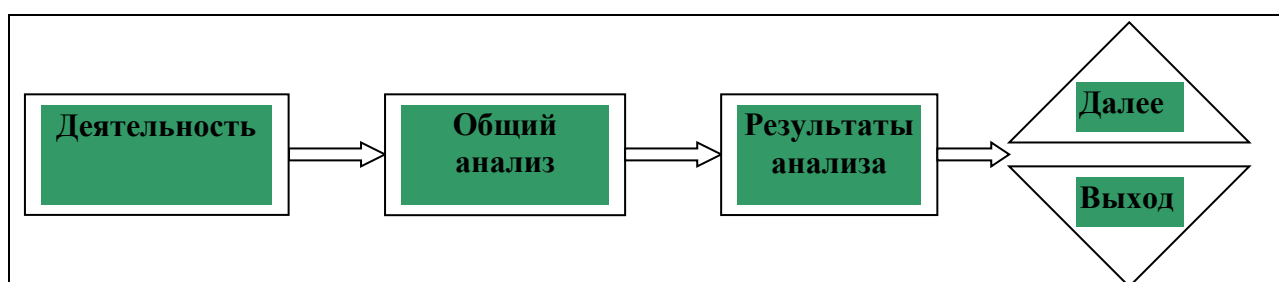 Деятельность
Общий
анализ
Результаты
анализа
Далее
Выход